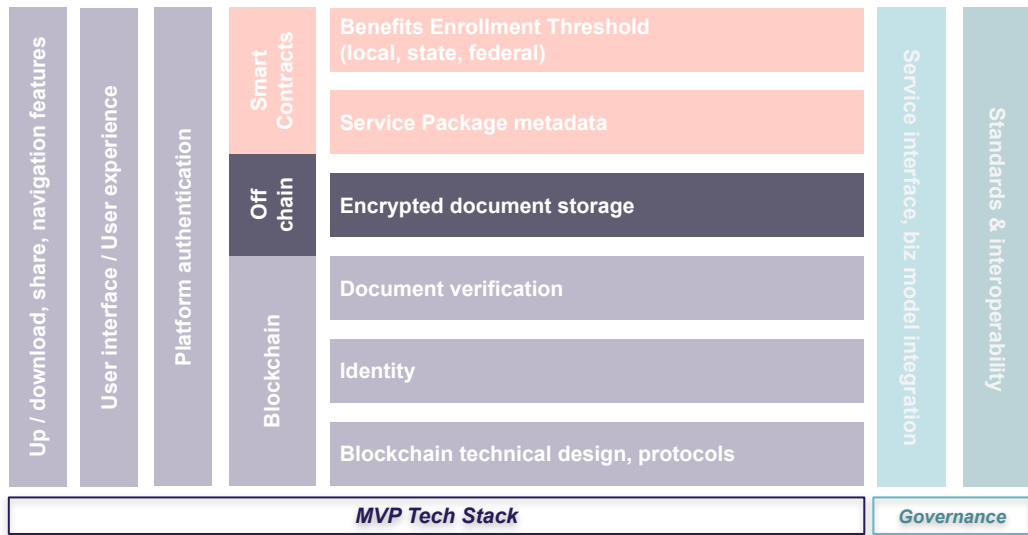 Up / download, share, navigation features
User interface / User experience
Platform authentication
Smart
Contracts
Benefits Enrollment Threshold
(local, state, federal)
Service Package metadata
Off
chain
Encrypted document storage
Blockchain
Document verification
Identity
Blockchain technical design, protocols
Service interface, biz model integration
Standards & interoperability
MVP Tech Stack
Governance